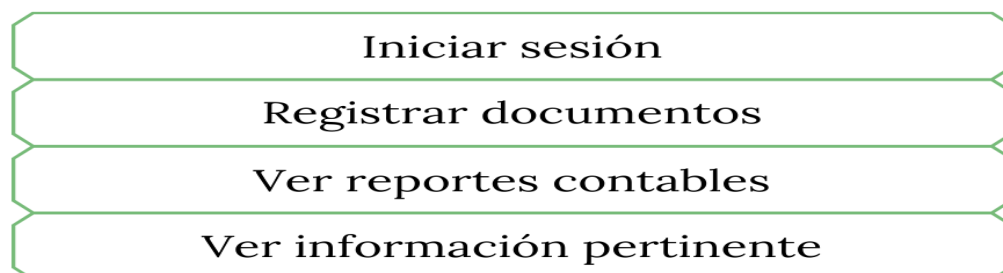 Iniciar sesión
Registrar documentos
Ver reportes contables
Ver información pertinente